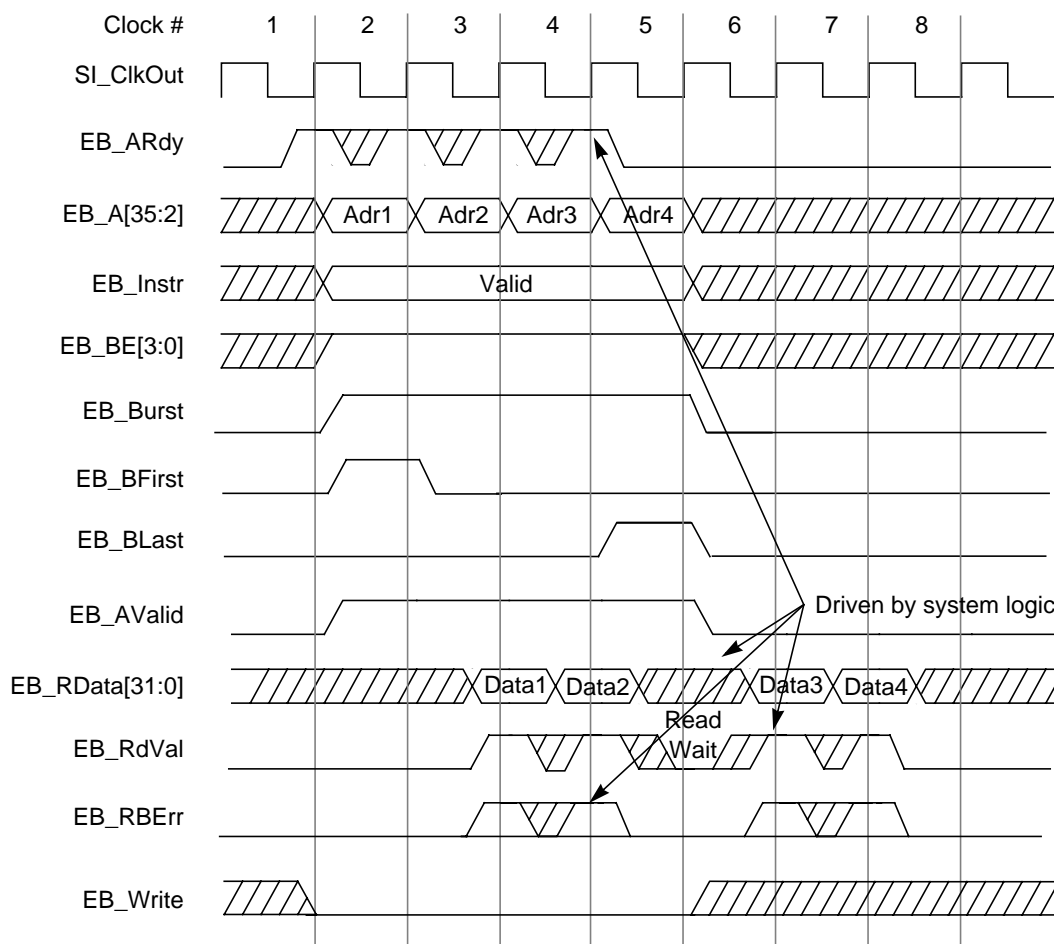 Clock # 1 2 3 4 5 6 7 8
SI_ClkOut
EB_ARdy
EB_A[35:2] Adr1 Adr2 Adr3 Adr4
EB_Instr Valid
EB_BE[3:0]
EB_Burst
EB_BFirst
EB_BLast
EB_AValid Driven by system logic
EB_RData[31:0] Data1 Data2 Data3 Data4
Read
EB_RdVal Wait
EB_RBErr
EB_Write